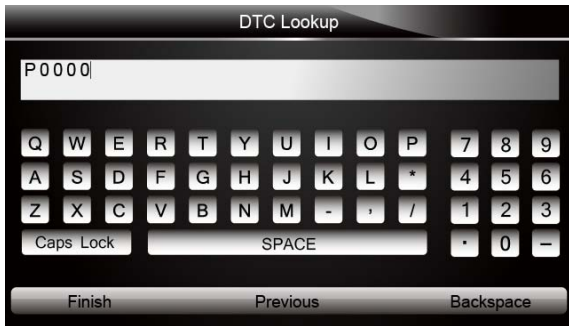 DTC Lookup
P0000
Q W E R T Y U I O P 7 8 9
A S D F G H J K L * 4 5 6
Z X C V B N M - , / 1 2 3
Caps Lock SPACE . 0 –
Finish Previous Backspace